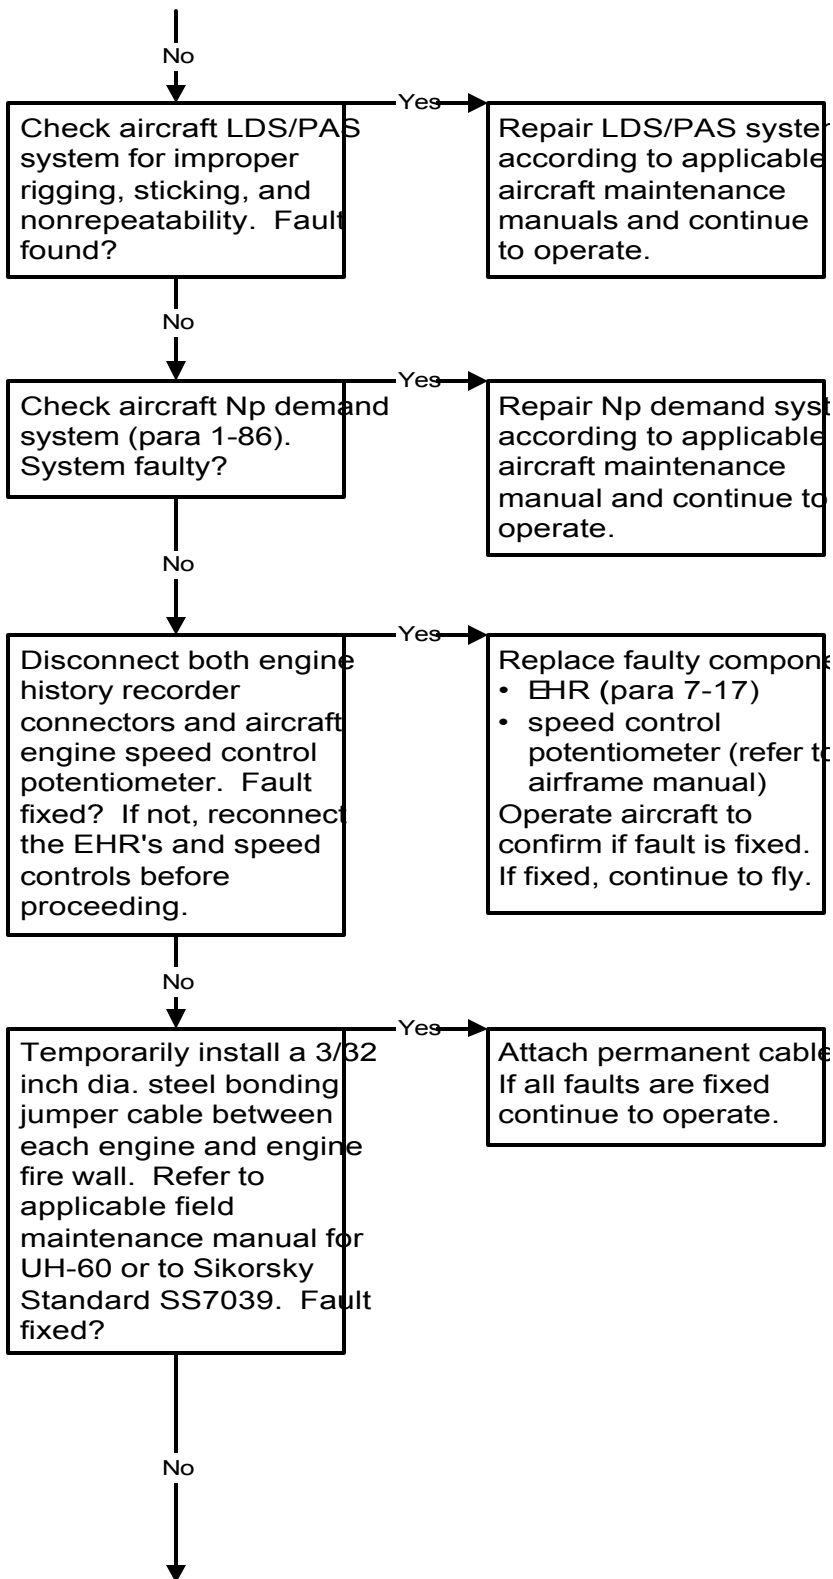 No
Yes
Check aircraft LDS/PAS
system for improper
rigging, sticking, and
nonrepeatability. Fault
found?
Repair LDS/PAS system
according to applicable
aircraft maintenance
manuals and continue
to operate.
No
Yes
Check aircraft Np demand
system (para 1-86).
System faulty?
Repair Np demand syst
according to applicable
aircraft maintenance
manual and continue to
operate.
No
Yes
Disconnect both engine
history recorder
connectors and aircraft
engine speed control
potentiometer. Fault
fixed? If not, reconnect
the EHR's and speed
controls before
proceeding.
Replace faulty compone
• EHR (para 7-17)
• speed control
potentiometer (refer to
airframe manual)
Operate aircraft to
confirm if fault is fixed.
If fixed, continue to fly.
No
Yes
Temporarily install a 3/32
inch dia. steel bonding
jumper cable between
each engine and engine
fire wall. Refer to
applicable field
maintenance manual for
UH-60 or to Sikorsky
Standard SS7039. Fault
fixed?
Attach permanent cable
If all faults are fixed
continue to operate.
No